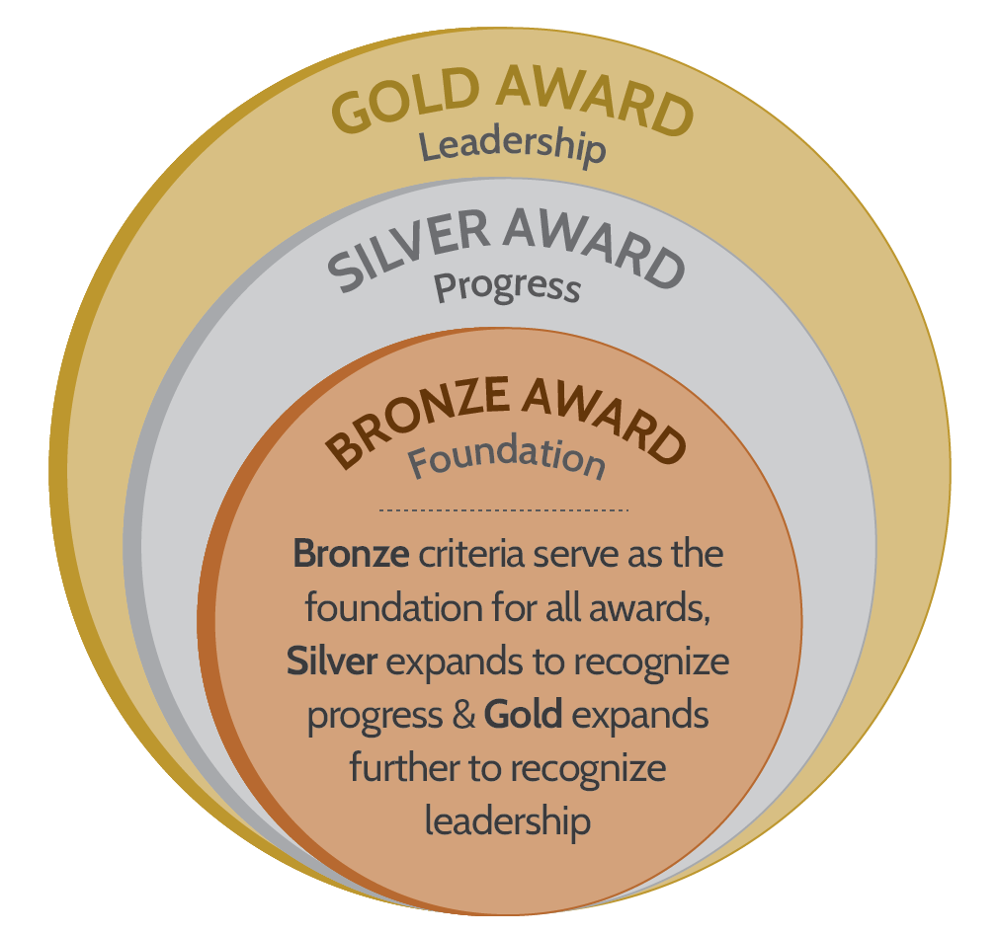 GOLD AWARD
Leadership
SILVER AWARD
Progress
BRONZE AWARD
Foundation
Bronze criteria serve as the
foundation for all awards,
Silver expands to recognize
progress & Gold expands
further to recognize
leadership